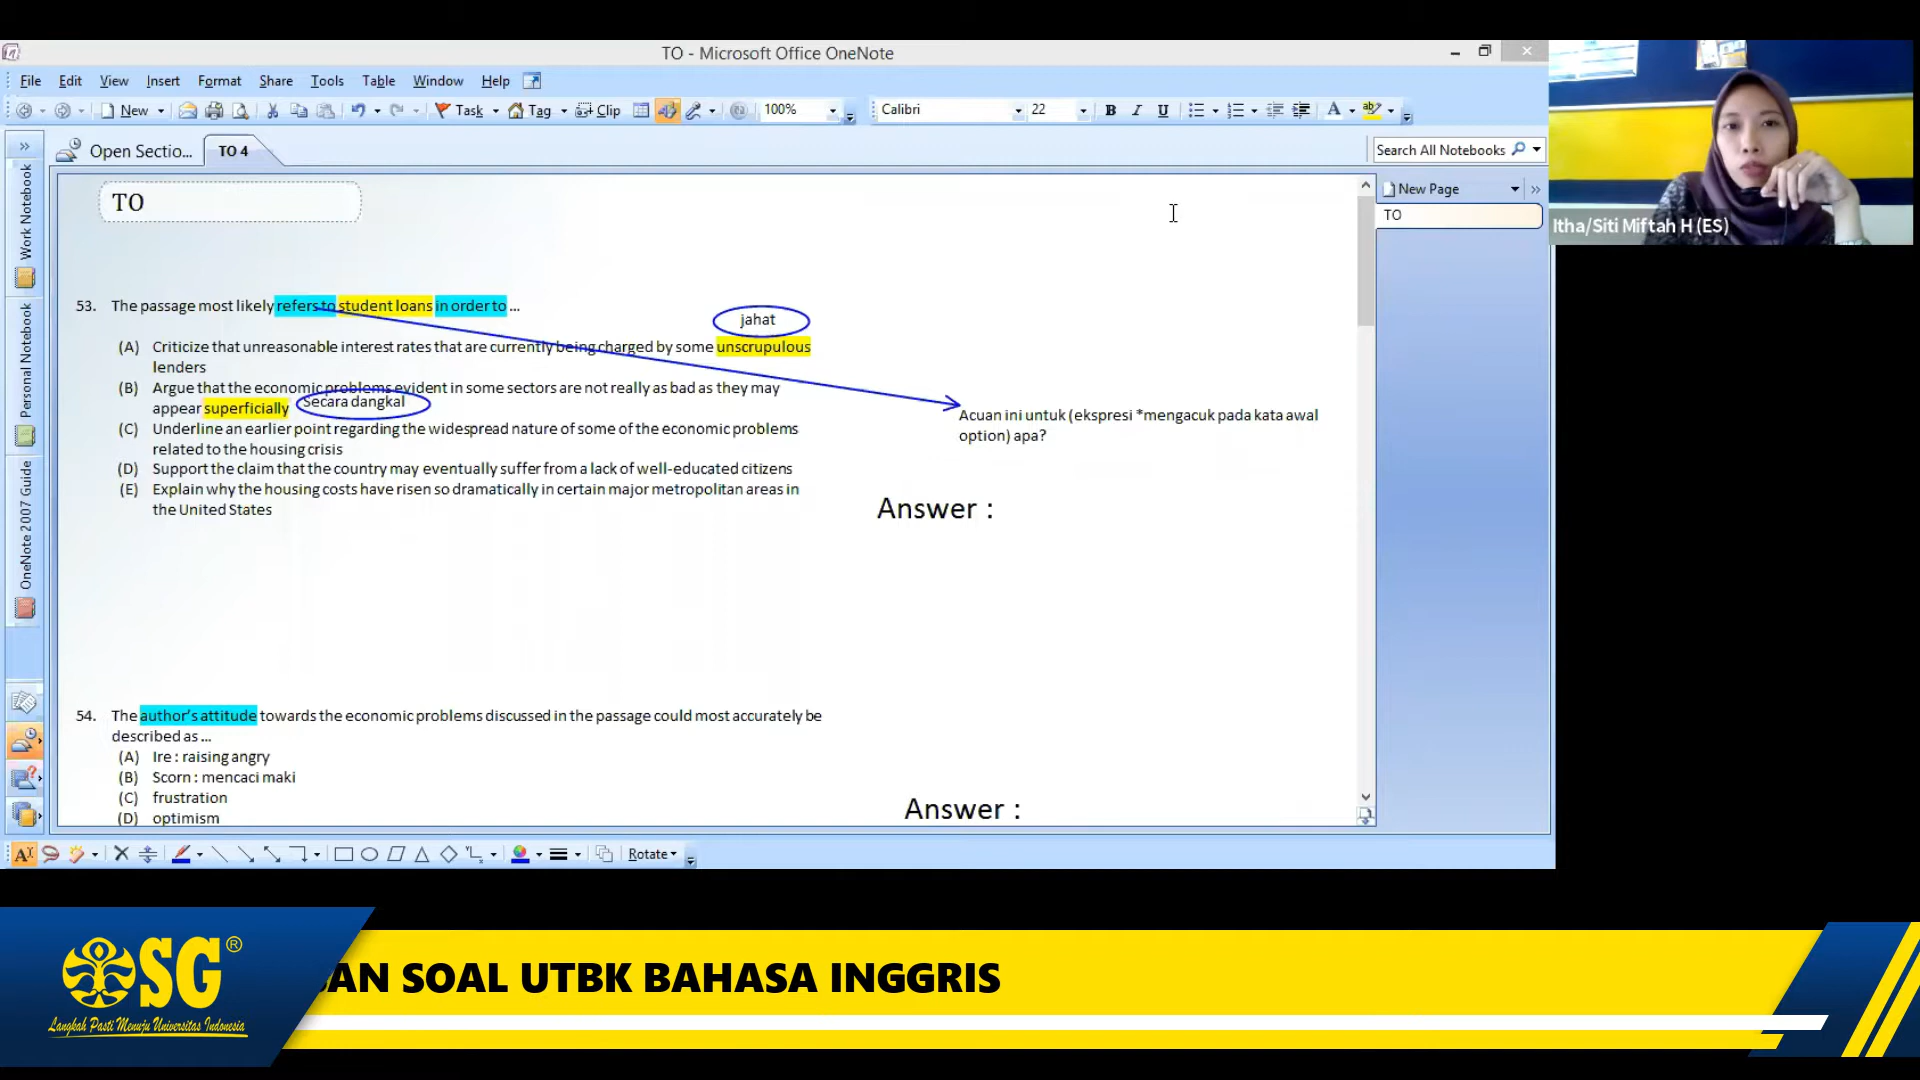 TO - Microsoft Office OneNote
File Edit View Insert Format Share Tools Table Window Help
New Task Tag Clip 100% Calibri 22 B I U A ab
Open Sectio... TO 4
Search All Notebooks
New Page
TO
Work Notebook
Personal Notebook
OneNote 2007 Guide
TO
53. The passage most likely refers to student loans in order to ...
jahat
(A) Criticize that unreasonable interest rates that are currently being charged by some unscrupulous
lenders
(B) Argue that the economic problems evident in some sectors are not really as bad as they may
appear superficially Secara dangkal
(C) Underline an earlier point regarding the widespread nature of some of the economic problems
related to the housing crisis
(D) Support the claim that the country may eventually suffer from a lack of well-educated citizens
(E) Explain why the housing costs have risen so dramatically in certain major metropolitan areas in
the United States
Acuan ini untuk (ekspresi *mengacuk pada kata awal
option) apa?
Answer :
54. The author's attitude towards the economic problems discussed in the passage could most accurately be
described as ...
(A) Ire : raising angry
(B) Scorn : mencaci maki
(C) frustration
(D) optimism
Answer :
A Rotate
Itha/Siti Miftah H (ES)
SG®
Langkah Pasti Menuju Universitas Indonesia
AN SOAL UTBK BAHASA INGGRIS